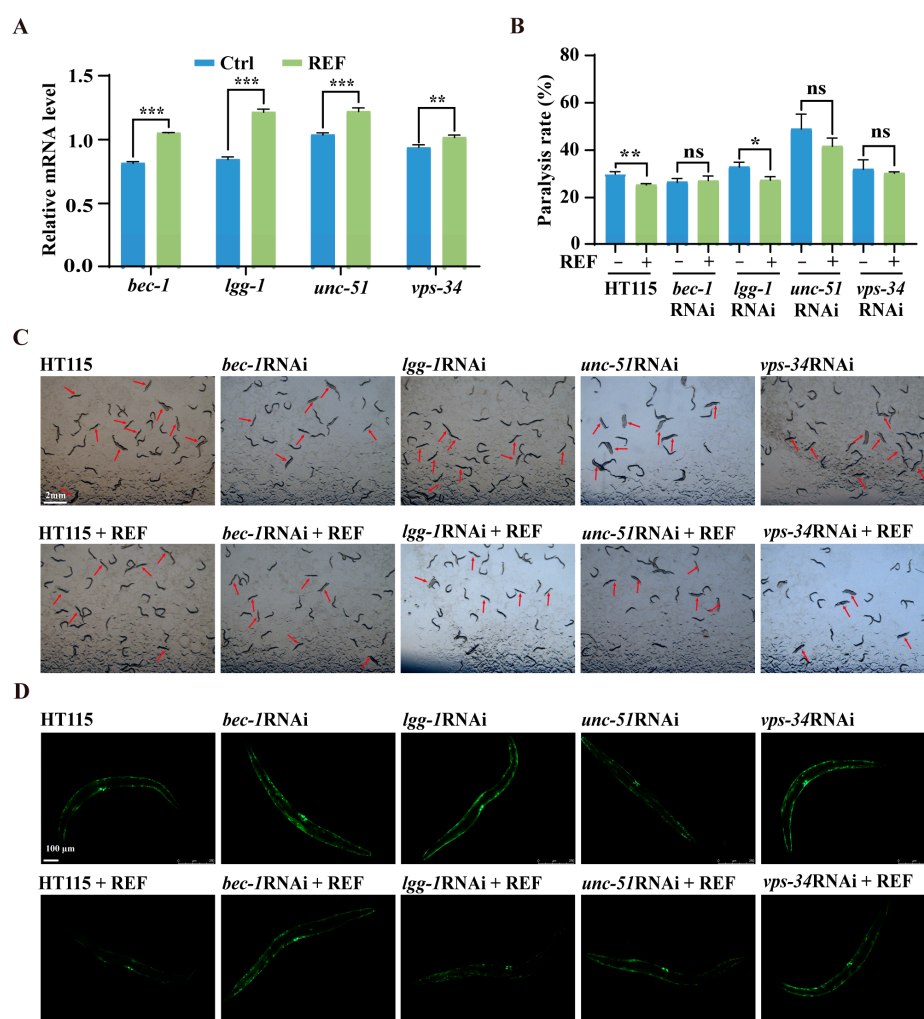 A
Ctrl REF
Relative mRNA level
1.5
1.0
0.5
0.0
*** *** *** **
bec-1 lgg-1 unc-51 vps-34
B
Paralysis rate (%)
80
60
40
20
0
** ns * ns ns
REF − + − + − + − + − +
HT115 bec-1 lgg-1 unc-51 vps-34
RNAi RNAi RNAi RNAi
C
HT115 bec-1RNAi lgg-1RNAi unc-51RNAi vps-34RNAi
2mm
HT115 + REF bec-1RNAi + REF lgg-1RNAi + REF unc-51RNAi + REF vps-34RNAi + REF
D
HT115 bec-1RNAi lgg-1RNAi unc-51RNAi vps-34RNAi
100 μm
HT115 + REF bec-1RNAi + REF lgg-1RNAi + REF unc-51RNAi + REF vps-34RNAi + REF